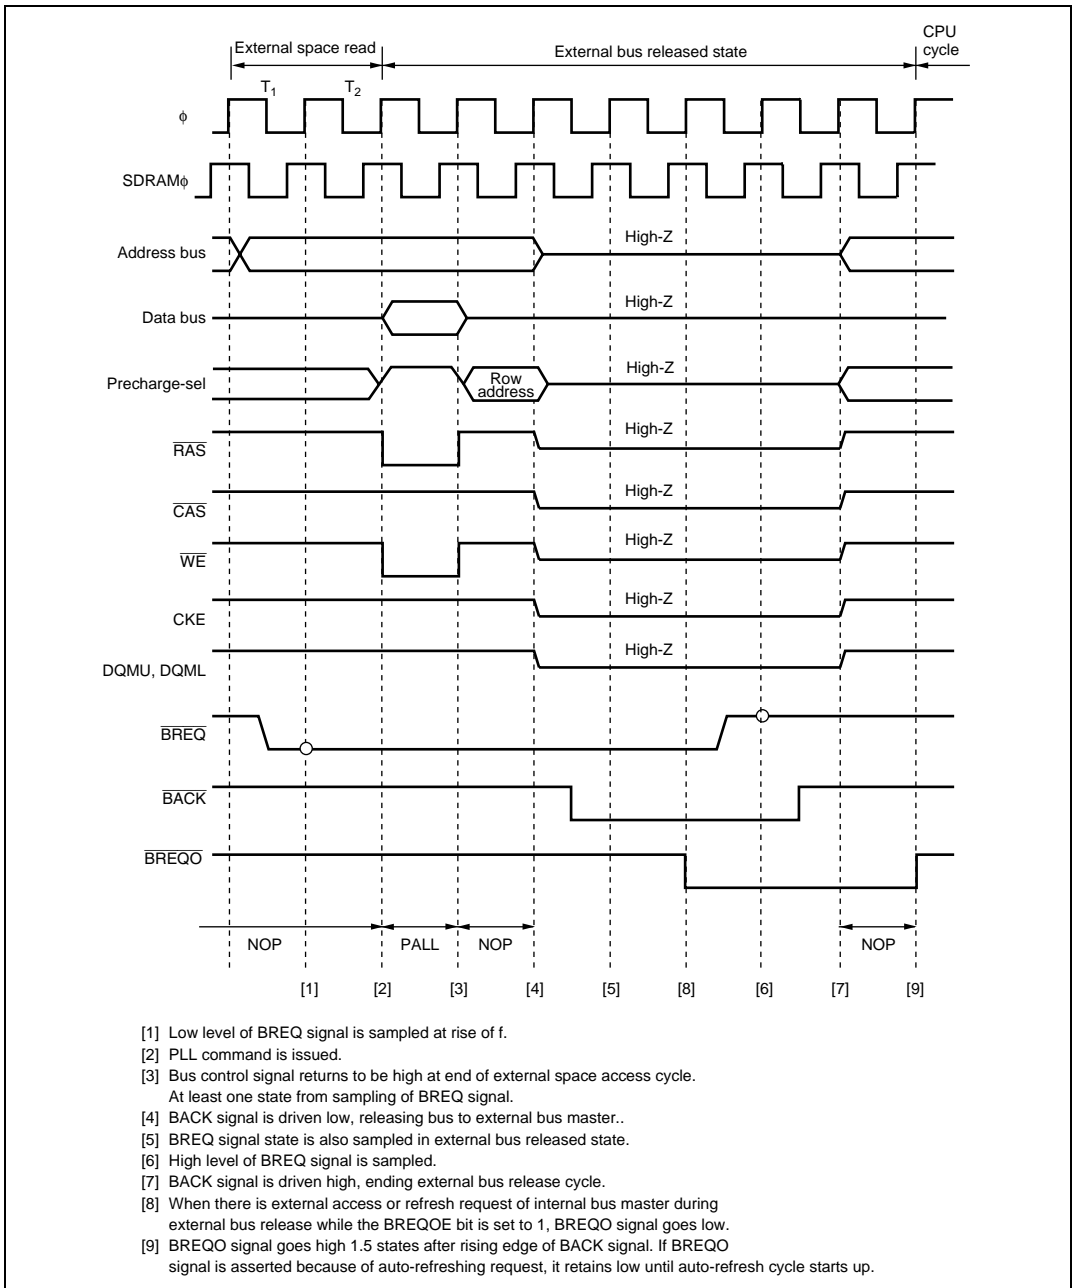 External space read
External bus released state
CPU
cycle
T1
T2
ϕ
SDRAMϕ
Address bus
High-Z
Data bus
High-Z
Precharge-sel
Row
address
High-Z
RAS
High-Z
CAS
High-Z
WE
High-Z
CKE
High-Z
DQMU, DQML
High-Z
BREQ
BACK
BREQO
NOP
PALL
NOP
NOP
[1]
[2]
[3]
[4]
[5]
[8]
[6]
[7]
[9]
[1] Low level of BREQ signal is sampled at rise of f.
[2] PLL command is issued.
[3] Bus control signal returns to be high at end of external space access cycle.
At least one state from sampling of BREQ signal.
[4] BACK signal is driven low, releasing bus to external bus master..
[5] BREQ signal state is also sampled in external bus released state.
[6] High level of BREQ signal is sampled.
[7] BACK signal is driven high, ending external bus release cycle.
[8] When there is external access or refresh request of internal bus master during
external bus release while the BREQOE bit is set to 1, BREQO signal goes low.
[9] BREQO signal goes high 1.5 states after rising edge of BACK signal. If BREQO
signal is asserted because of auto-refreshing request, it retains low until auto-refresh cycle starts up.